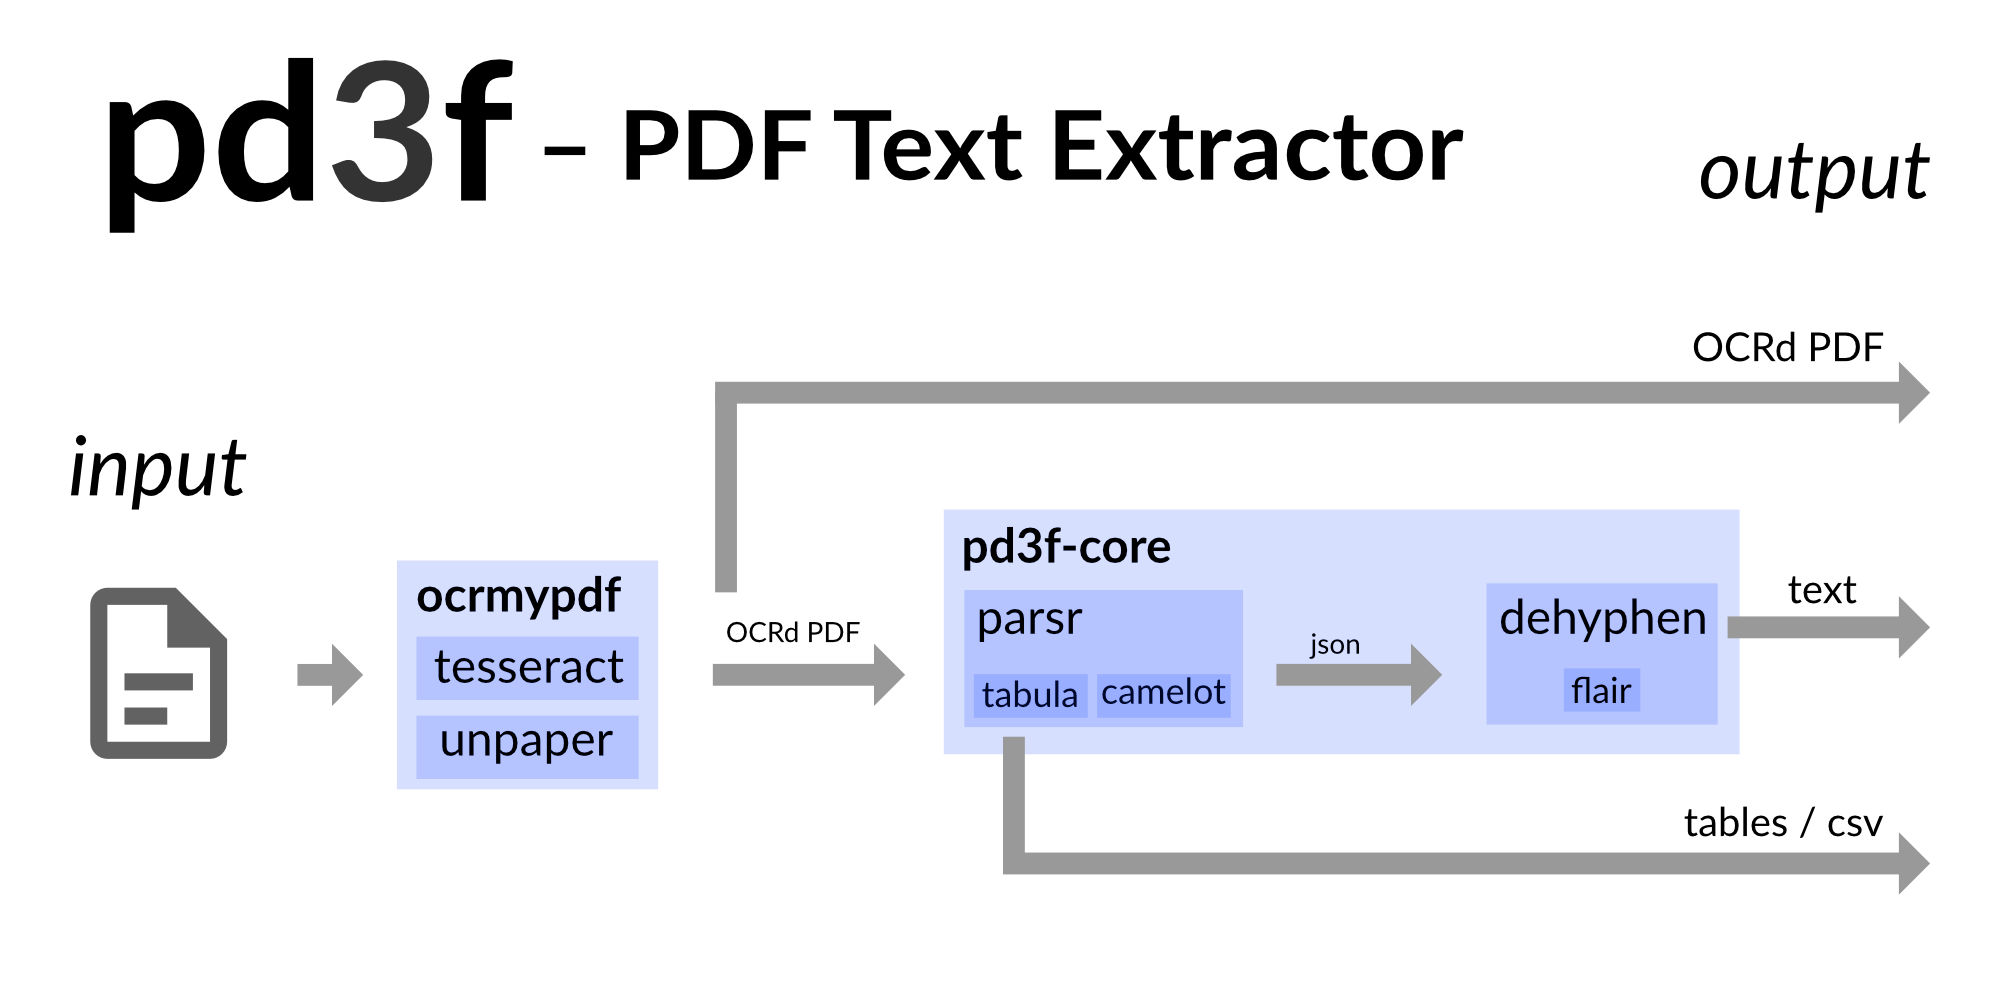 pd3f – PDF Text Extractor
output
OCRd PDF
input
ocrmypdf
tesseract
unpaper
OCRd PDF
pd3f-core
parsr
tabula camelot
json
dehyphen
flair
text
tables / csv